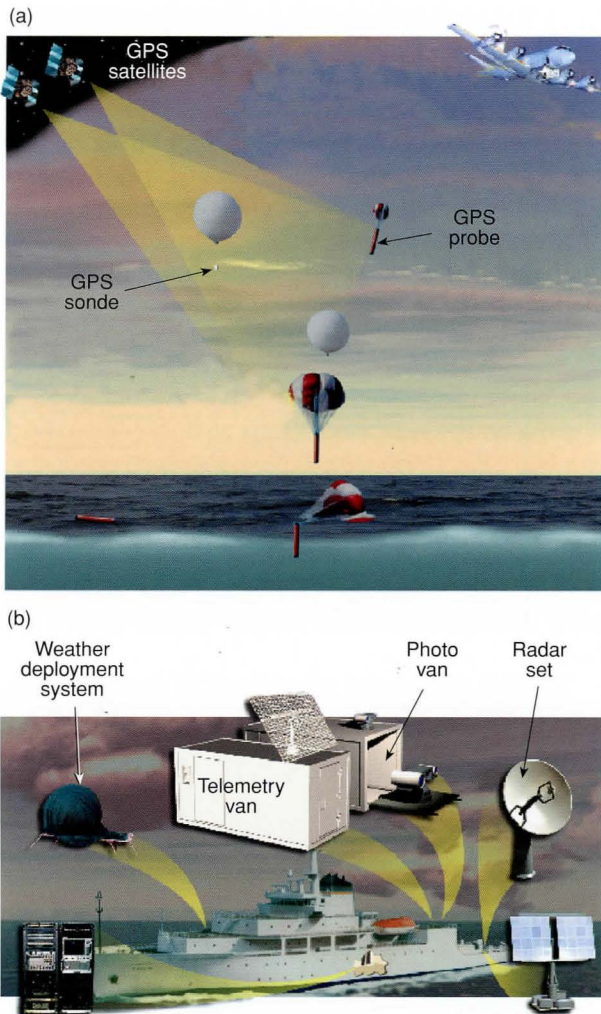 (a)
GPS
satellites
GPS
probe
GPS
sonde
(b)
Weather
deployment
system
Photo
van
Radar
set
Telemetry
van